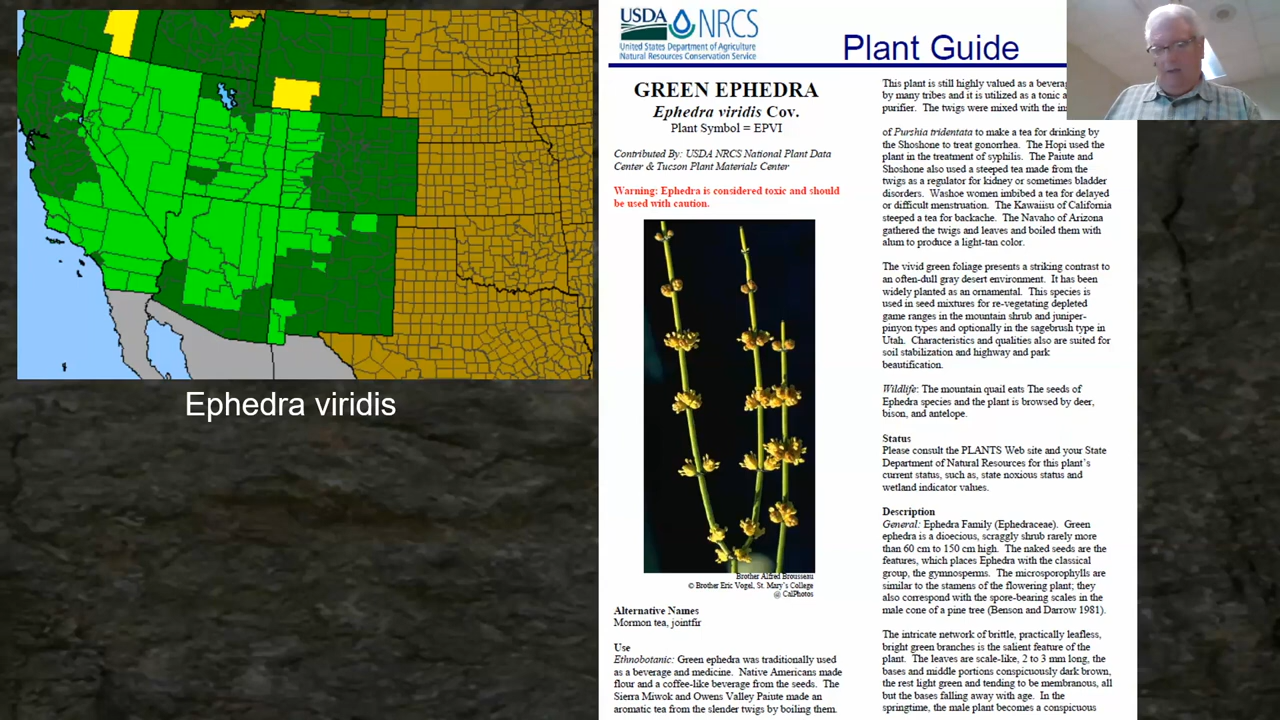 Ephedra viridis
USDA NRCS
United States Department of Agriculture
Natural Resources Conservation Service
Plant Guide
GREEN EPHEDRA
Ephedra viridis Cov.
Plant Symbol = EPVI
Contributed By: USDA NRCS National Plant Data
Center & Tucson Plant Materials Center
Warning: Ephedra is considered toxic and should
be used with caution.
Brother Alfred Brousseau
© Brother Eric Vogel, St. Mary's College
@ CalPhotos
Alternative Names
Mormon tea, jointfir
Use
Ethnobotanic: Green ephedra was traditionally used
as a beverage and medicine. Native Americans made
flour and a coffee-like beverage from the seeds. The
Sierra Miwok and Owens Valley Paiute made an
aromatic tea from the slender twigs by boiling them.
This plant is still highly valued as a
by many tribes and it is utilized as a tonic
purifier. The twigs were mixed with the
of Purshia tridentata to make a tea for drinking by
the Shoshone to treat gonorrhea. The Hopi used the
plant in the treatment of syphilis. The Paiute and
Shoshone also used a steeped tea made from the
twigs as a regulator for kidney or sometimes bladder
disorders. Washoe women imbibed a tea for delayed
or difficult menstruation. The Kawaiisu of California
steeped a tea for backache. The Navaho of Arizona
gathered the twigs and leaves and boiled them with
alum to produce a light-tan color.
The vivid green foliage presents a striking contrast to
an often-dull gray desert environment. It has been
widely planted as an ornamental. This species is
used in seed mixtures for re-vegetating depleted
game ranges in the mountain shrub and juniper-
pinyon types and optionally in the sagebrush type in
Utah. Characteristics and qualities also are suited for
soil stabilization and highway and park
beautification.
Wildlife: The mountain quail eats The seeds of
Ephedra species and the plant is browsed by deer,
bison, and antelope.
Status
Please consult the PLANTS Web site and your State
Department of Natural Resources for this plant's
current status, such as, state noxious status and
wetland indicator values.
Description
General: Ephedra Family (Ephedraceae). Green
ephedra is a dioecious, scraggly shrub rarely more
than 60 cm to 150 cm high. The naked seeds are the
features, which places Ephedra with the classical
group, the gymnosperms. The microsporophylls are
similar to the stamens of the flowering plant; they
also correspond with the spore-bearing scales in the
male cone of a pine tree (Benson and Darrow 1981).
The intricate network of brittle, practically leafless,
bright green branches is the salient feature of the
plant. The leaves are scale-like, 2 to 3 mm long, the
bases and middle portions conspicuously dark brown,
the rest light green and tending to be membranous, all
but the bases falling away with age. In the
springtime, the male plant becomes a conspicuous